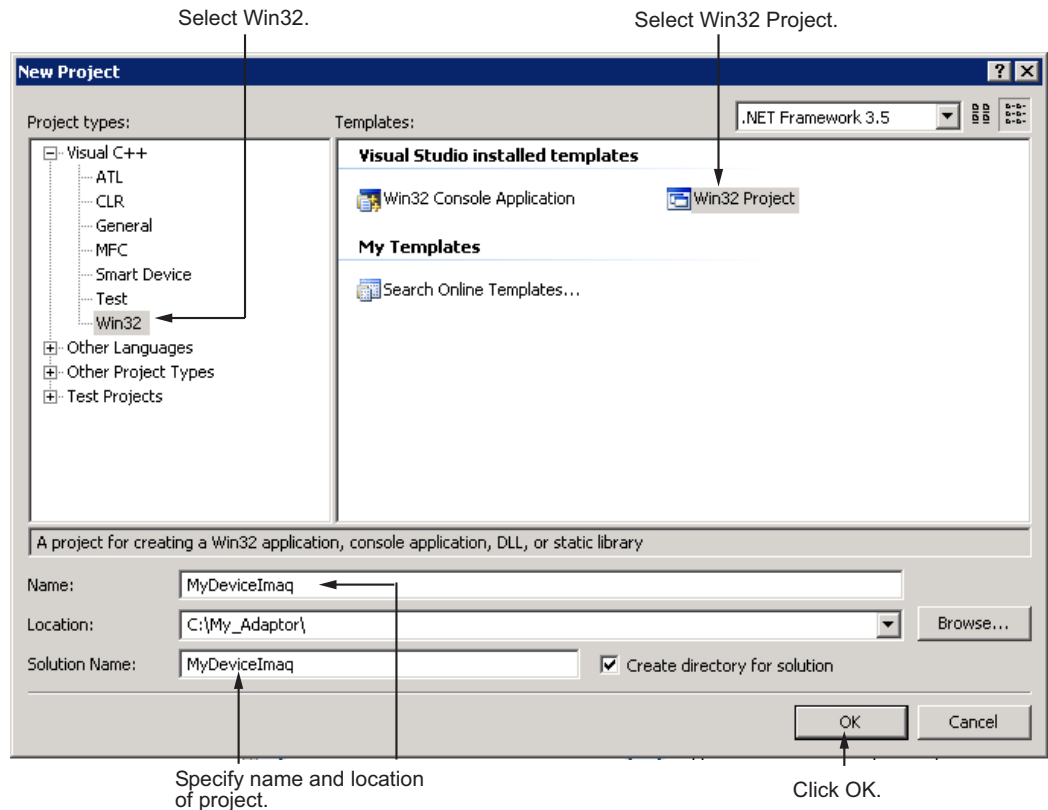 Select Win32.
Select Win32 Project.
New Project
Project types:
Templates:
.NET Framework 3.5
Visual C++
ATL
CLR
General
MFC
Smart Device
Test
Win32
Other Languages
Other Project Types
Test Projects
Visual Studio installed templates
Win32 Console Application
Win32 Project
My Templates
Search Online Templates...
A project for creating a Win32 application, console application, DLL, or static library
Name:
MyDeviceImaq
Location:
C:\My_Adaptor\
Browse...
Solution Name:
MyDeviceImaq
Create directory for solution
OK
Cancel
Specify name and location
of project.
Click OK.